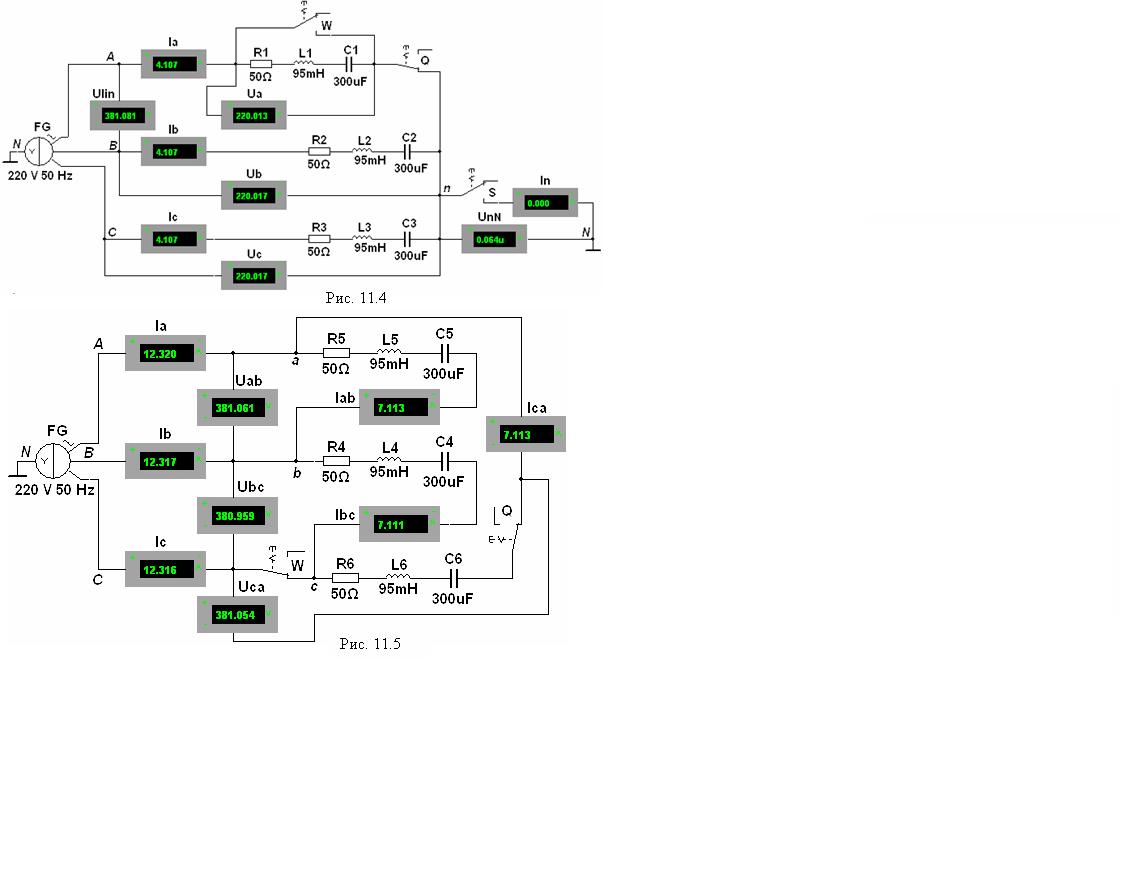 W
Ia
4.107
A
R1
50Ω
L1
95mH
C1
300uF
Q
Ulin
381.081
Ua
220.013
FG
N
220 V 50 Hz
B
Ib
4.107
R2
50Ω
L2
95mH
C2
300uF
Ub
220.017
n
S
In
0.000
UnN
0.064u
N
C
Ic
4.107
R3
50Ω
L3
95mH
C3
300uF
Uc
220.017
Рис. 11.4
Ia
A
12.320
a
R5
50Ω
L5
95mH
C5
300uF
Uab
381.061
Iab
7.113
Ica
7.113
FG
N
B
220 V 50 Hz
Ib
12.317
b
R4
50Ω
L4
95mH
C4
300uF
Ubc
380.959
Ibc
7.111
Q
Ic
C
12.316
W
c
R6
50Ω
L6
95mH
C6
300uF
Uca
381.054
Рис. 11.5